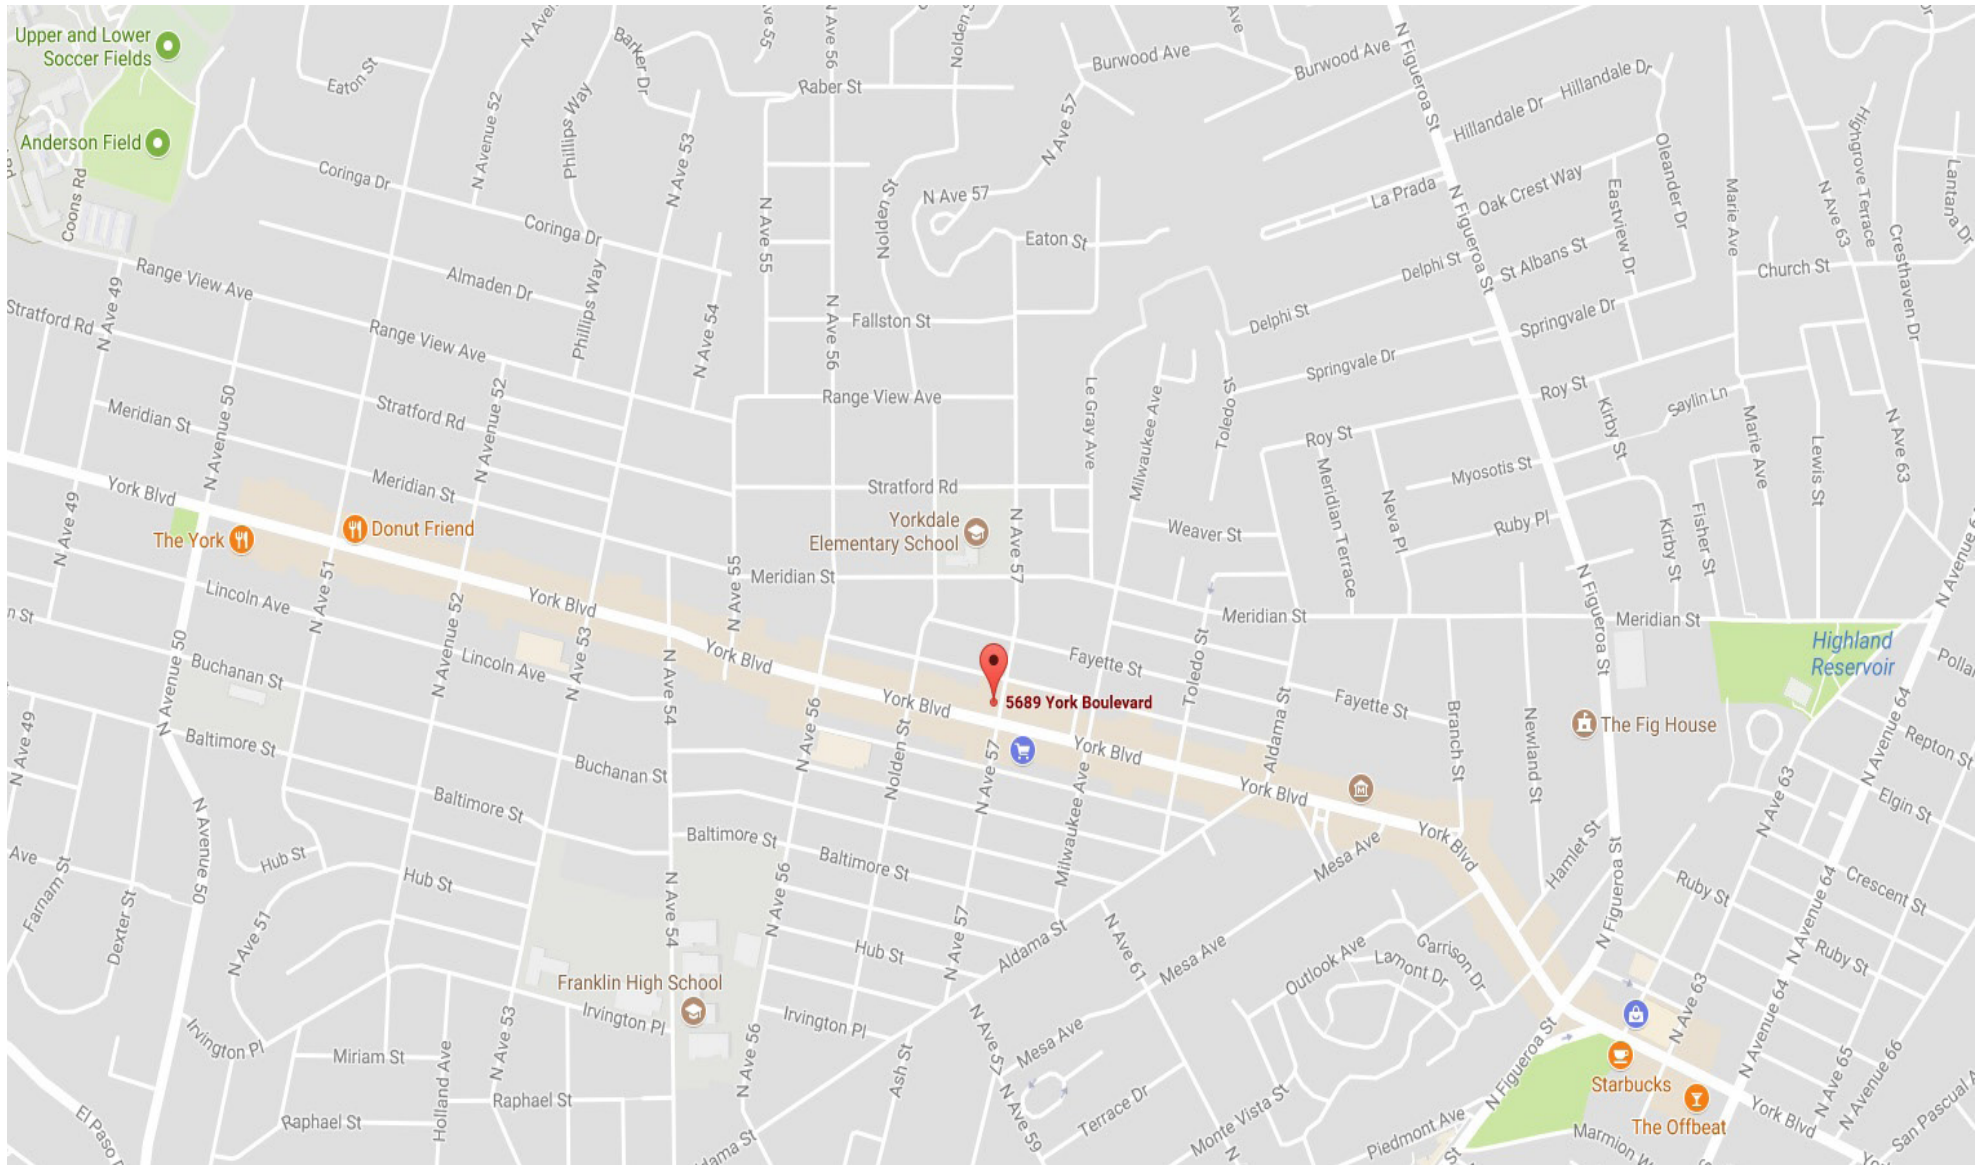 Upper and Lower
Soccer Fields
Eaton St
N Avenue 52
Barker Dr
Phillips Way
N Ave 53
N Ave 56
Raber St
Nolden St
N Ave 57
Burwood Ave
Burwood Ave
N Figueroa St
Hillandale Dr
Hillandale Dr
Highgrove Terrace
Anderson Field
Coons Rd
Coringa Dr
Coringa Dr
N Ave 55
Nolden St
N Ave 57
Eaton St
La Prada
N Figueroa St
Oak Crest Way
Eastview Dr
Oleander Dr
Marie Ave
N Ave 63
Lantana Dr
Cresthaven Dr
Range View Ave
Almaden Dr
Phillips Way
Delphi St
St Albans St
Church St
Stratford Rd
N Ave 49
Range View Ave
N Ave 54
N Ave 56
Fallston St
Delphi St
Springvale Dr
Springvale Dr
Meridian St
N Avenue 50
Stratford Rd
N Avenue 52
Range View Ave
Le Gray Ave
Milwaukee Ave
Toledo St
Roy St
Roy St
Kirby St
Saylin Ln
Marie Ave
Lewis St
N Ave 63
York Blvd
Meridian St
Stratford Rd
Meridian Terrace
Neva Pl
Myosotis St
Ruby Pl
Kirby St
Fisher St
N Ave 49
The York
Donut Friend
Yorkdale
Elementary School
N Ave 57
Weaver St
N Figueroa St
Lincoln Ave
N Ave 51
N Avenue 52
York Blvd
N Ave 55
Meridian St
Meridian St
Meridian St
Highland
Reservoir
N Avenue 50
Buchanan St
Lincoln Ave
N Ave 53
N Ave 54
York Blvd
York Blvd
5689 York Boulevard
Fayette St
Toledo St
Fayette St
Aldama St
Branch St
Newland St
The Fig House
N Avenue 64
Repton St
N Ave 49
Baltimore St
Buchanan St
N Ave 56
Nolden St
N Ave 57
York Blvd
Milwaukee Ave
York Blvd
York Blvd
N Ave 63
Elgin St
N Avenue 50
Baltimore St
Baltimore St
Baltimore St
Mesa Ave
Hamlet St
N Figueroa St
Ave
Farnam St
Hub St
Hub St
Dexter St
N Ave 51
N Ave 54
N Ave 56
Hub St
N Ave 57
Aldama St
N Ave 61
Mesa Ave
Outlook Ave
Lamont Dr
Garrison Dr
N Figueroa St
Ruby St
Crescent St
Ruby St
N Avenue 64
Franklin High School
Irvington Pl
Irvington Pl
Irvington Pl
Miriam St
Holland Ave
N Ave 53
N Ave 56
Ash St
N Ave 57
Mesa Ave
N Ave 59
Terrace Dr
Monte Vista St
N Figueroa St
N Ave 63
N Avenue 64
N Ave 65
N Avenue 66
Starbucks
The Offbeat
York Blvd
Raphael St
Raphael St
El Paso
Piedmont Ave
Marmion
San Pascual